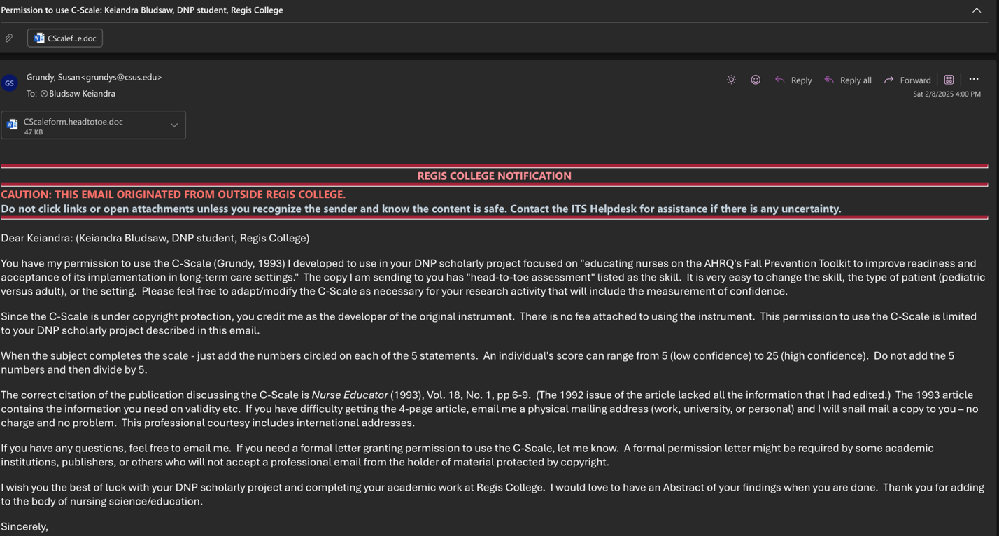 Permission to use C-Scale: Keiandra Bludsaw, DNP student, Regis College
CScalef...e.doc
GS
Grundy, Susan<grundys@csus.edu>
To: Bludsaw Keiandra
Reply
Reply all
Forward
Sat 2/8/2025 4:00 PM
CScaleform.headtotoe.doc
47 KB
REGIS COLLEGE NOTIFICATION
CAUTION: THIS EMAIL ORIGINATED FROM OUTSIDE REGIS COLLEGE.
Do not click links or open attachments unless you recognize the sender and know the content is safe. Contact the ITS Helpdesk for assistance if there is any uncertainty.
Dear Keiandra: (Keiandra Bludsaw, DNP student, Regis College)
You have my permission to use the C-Scale (Grundy, 1993) I developed to use in your DNP scholarly project focused on "educating nurses on the AHRQ's Fall Prevention Toolkit to improve readiness and
acceptance of its implementation in long-term care settings."  The copy I am sending to you has "head-to-toe assessment" listed as the skill.  It is very easy to change the skill, the type of patient (pediatric
versus adult), or the setting.  Please feel free to adapt/modify the C-Scale as necessary for your research activity that will include the measurement of confidence.
Since the C-Scale is under copyright protection, you credit me as the developer of the original instrument.  There is no fee attached to using the instrument.  This permission to use the C-Scale is limited
to your DNP scholarly project described in this email.
When the subject completes the scale - just add the numbers circled on each of the 5 statements.  An individual's score can range from 5 (low confidence) to 25 (high confidence).  Do not add the 5
numbers and then divide by 5.
The correct citation of the publication discussing the C-Scale is Nurse Educator (1993), Vol. 18, No. 1, pp 6-9.  (The 1992 issue of the article lacked all the information that I had edited.)  The 1993 article
contains the information you need on validity etc.  If you have difficulty getting the 4-page article, email me a physical mailing address (work, university, or personal) and I will snail mail a copy to you – no
charge and no problem.  This professional courtesy includes international addresses.
If you have any questions, feel free to email me.  If you need a formal letter granting permission to use the C-Scale, let me know.  A formal permission letter might be required by some academic
institutions, publishers, or others who will not accept a professional email from the holder of material protected by copyright.
I wish you the best of luck with your DNP scholarly project and completing your academic work at Regis College.  I would love to have an Abstract of your findings when you are done.  Thank you for adding
to the body of nursing science/education.
Sincerely,